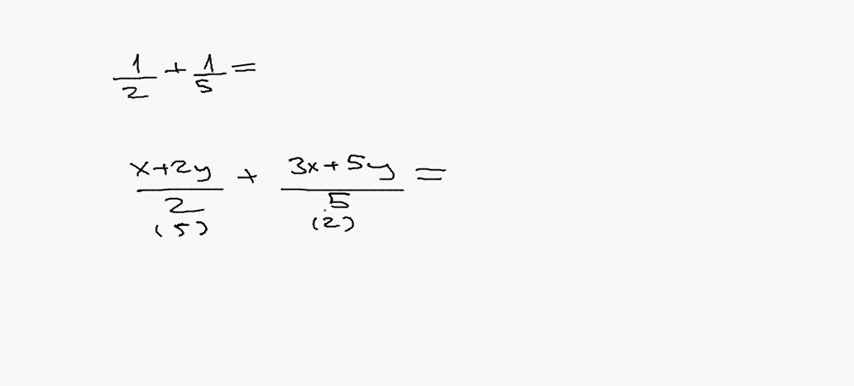 1/2 + 1/5 =
(x+2y)/2 + (3x+5y)/5 =
(5) (2)